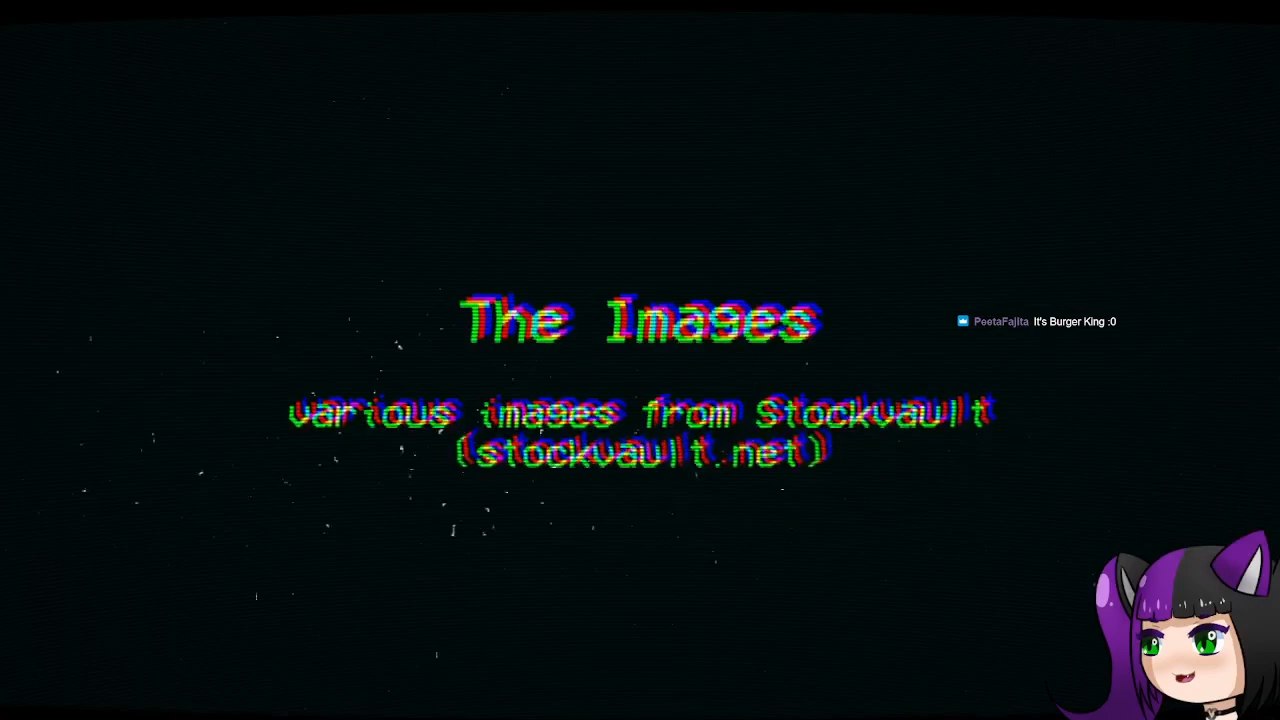 The Images
PeetaFajita It's Burger King :0
various images from Stockvault
(stockvault.net)